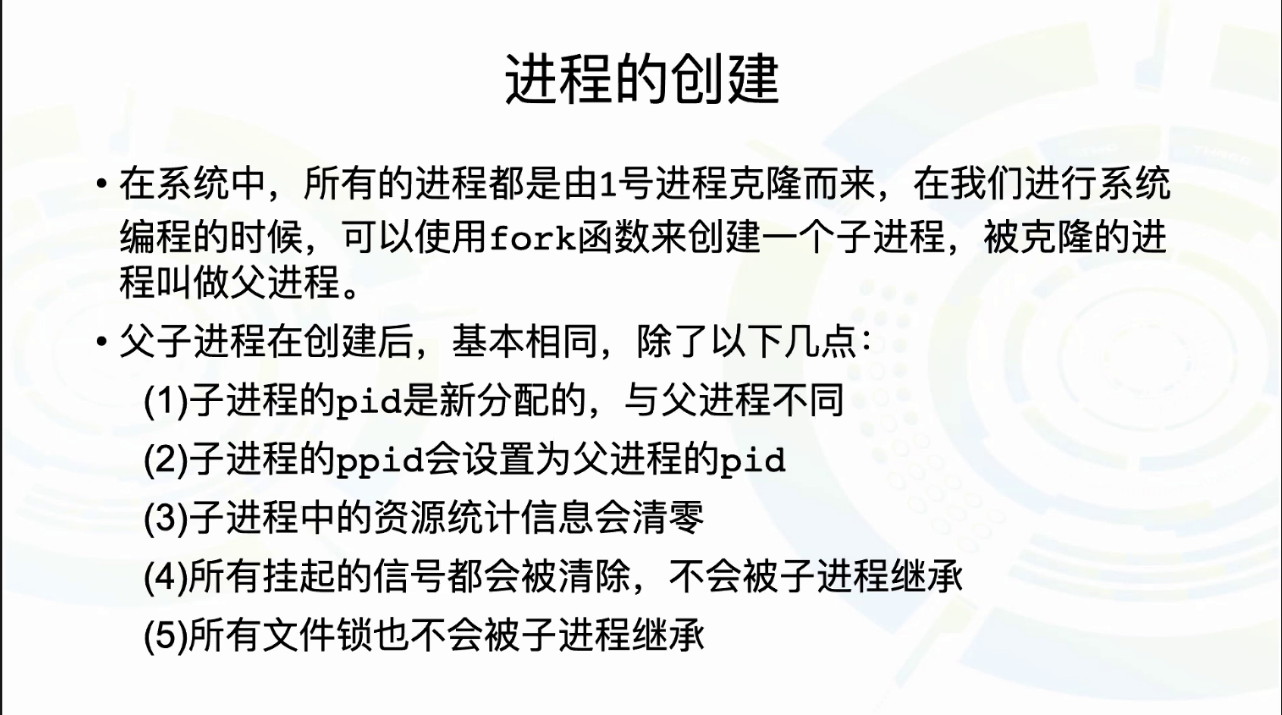 进程的创建
• 在系统中，所有的进程都是由1号进程克隆而来，在我们进行系统
编程的时候，可以使用fork函数来创建一个子进程，被克隆的进
程叫做父进程。
• 父子进程在创建后，基本相同，除了以下几点：
(1)子进程的pid是新分配的，与父进程不同
(2)子进程的ppid会设置为父进程的pid
(3)子进程中的资源统计信息会清零
(4)所有挂起的信号都会被清除，不会被子进程继承
(5)所有文件锁也不会被子进程继承